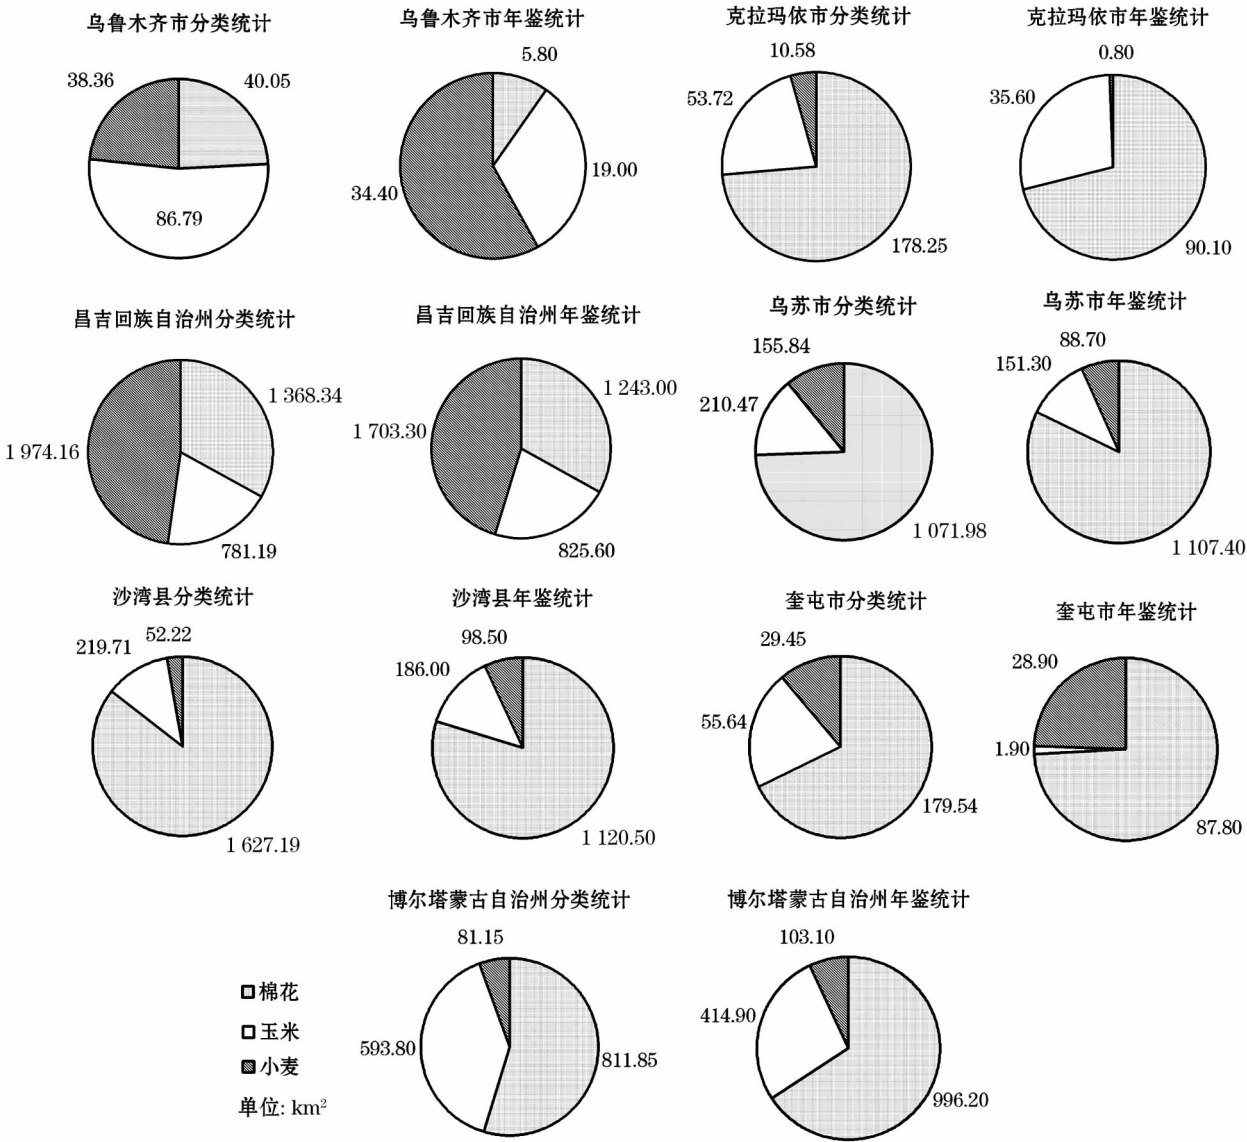 乌鲁木齐市分类统计
38.36
40.05
86.79
乌鲁木齐市年鉴统计
5.80
19.00
34.40
克拉玛依市分类统计
10.58
53.72
178.25
克拉玛依市年鉴统计
0.80
35.60
90.10
昌吉回族自治州分类统计
1 368.34
1 974.16
781.19
昌吉回族自治州年鉴统计
1 243.00
1 703.30
825.60
乌苏市分类统计
155.84
210.47
1 071.98
乌苏市年鉴统计
88.70
151.30
1 107.40
沙湾县分类统计
52.22
219.71
1 627.19
沙湾县年鉴统计
98.50
186.00
1 120.50
奎屯市分类统计
29.45
55.64
179.54
奎屯市年鉴统计
28.90
1.90
87.80
博尔塔蒙古自治州分类统计
81.15
593.80
811.85
博尔塔蒙古自治州年鉴统计
103.10
414.90
996.20
棉花
玉米
小麦
单位: km²